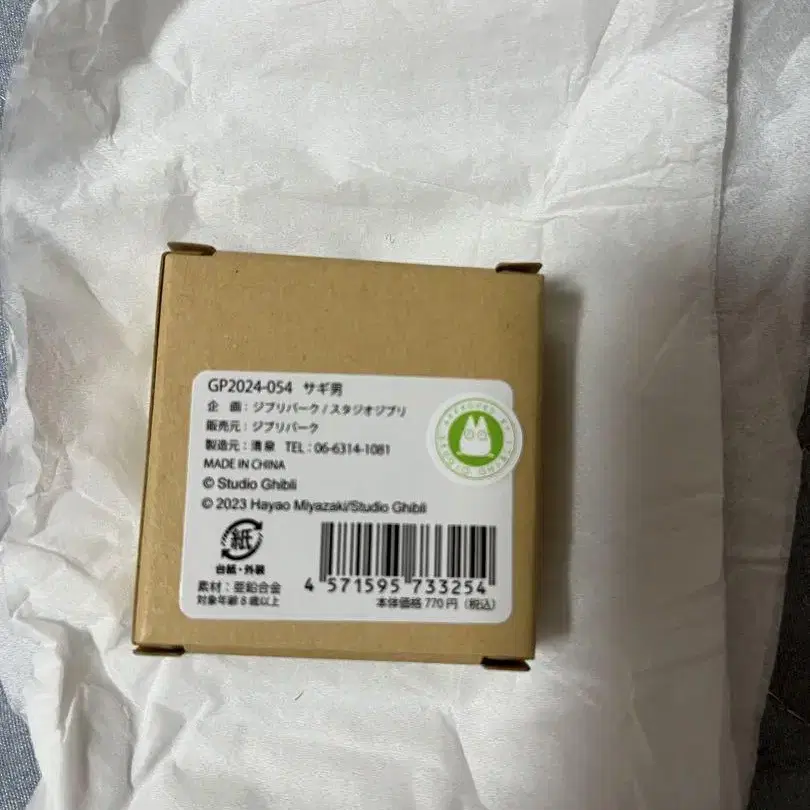 GP2024-054 サギ男
企 画：ジブリパーク / スタジオジブリ
販売元：ジブリパーク
製造元：清泉 TEL：06-6314-1081
MADE IN CHINA
© Studio Ghibli
© 2023 Hayao Miyazaki/Studio Ghibli
紙
台紙・外装
素材：亜鉛合金
対象年齢8歳以上
4 571595 733254
本体価格 770円（税込）